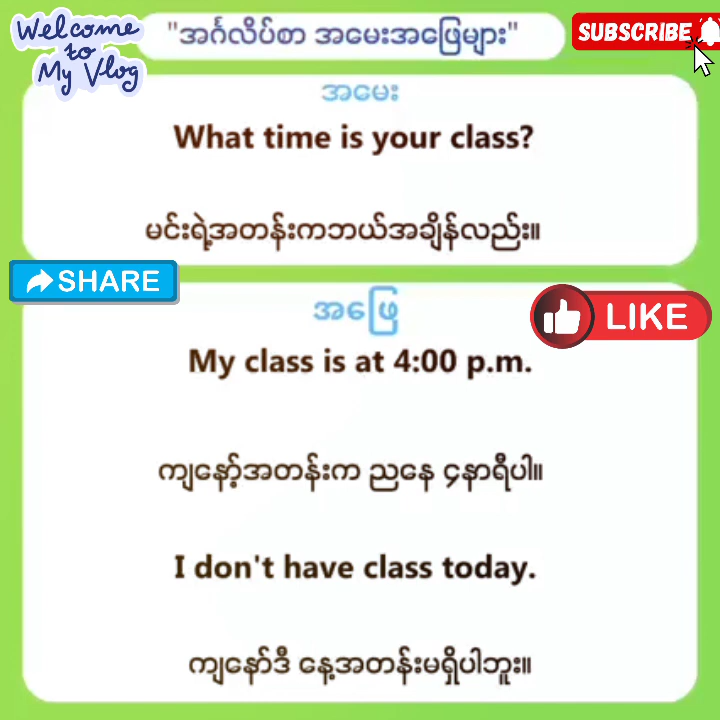 Welcome
to
My Vlog
"အင်္ဂလိပ်စာ အမေးအဖြေများ"
SUBSCRIBE
အမေး
What time is your class?
မင်းရဲ့အတန်းကဘယ်အချိန်လည်း။
SHARE
အဖြေ
LIKE
My class is at 4:00 p.m.
ကျနော့်အတန်းက ညနေ ၄နာရီပါ။
I don't have class today.
ကျနော်ဒီ နေ့အတန်းမရှိပါဘူး။